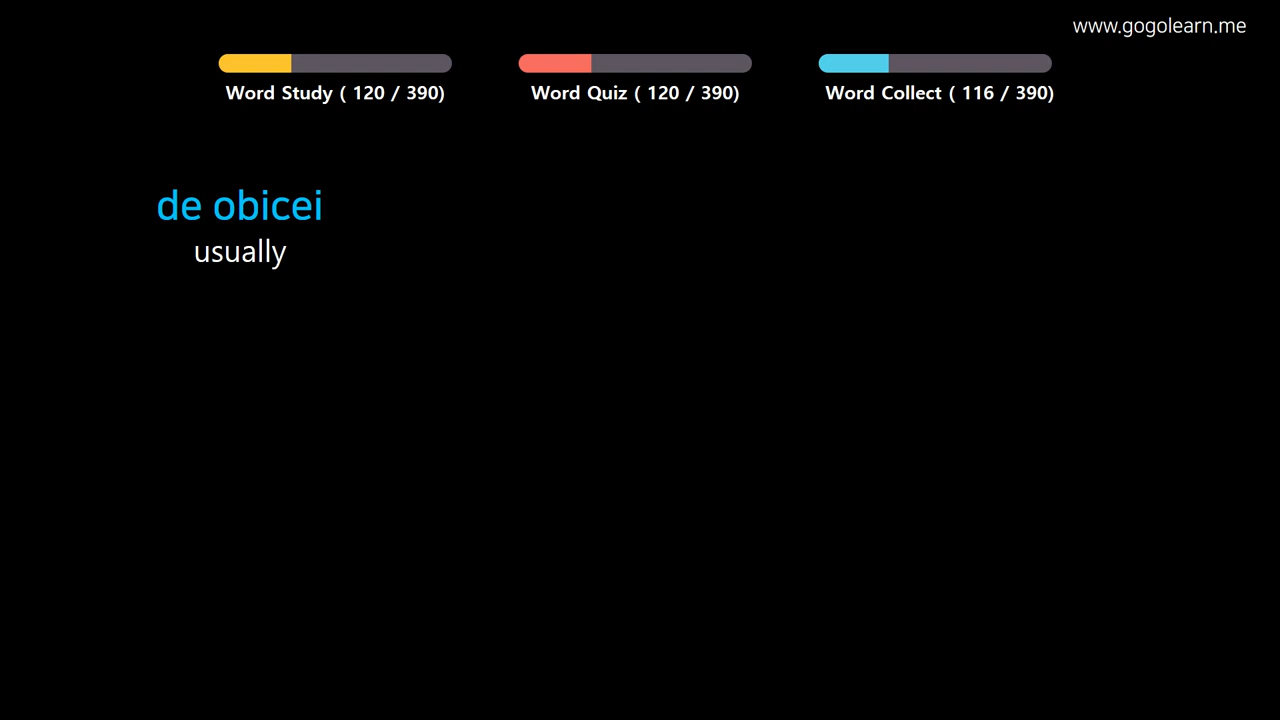 www.gogolearn.me
Word Study ( 120 / 390)
Word Quiz ( 120 / 390)
Word Collect ( 116 / 390)
de obicei
usually